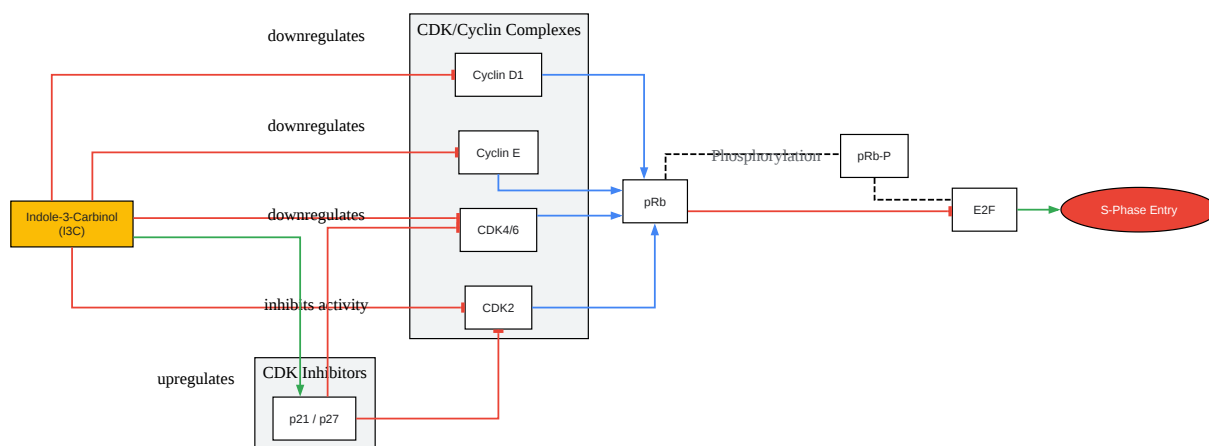 CDK/Cyclin Complexes
downregulates
Cyclin D1
downregulates
Cyclin E
Phosphorylation
pRb-P
Indole-3-Carbinol
(I3C)
downregulates
CDK4/6
pRb
E2F
S-Phase Entry
inhibits activity
CDK2
CDK Inhibitors
upregulates
p21 / p27